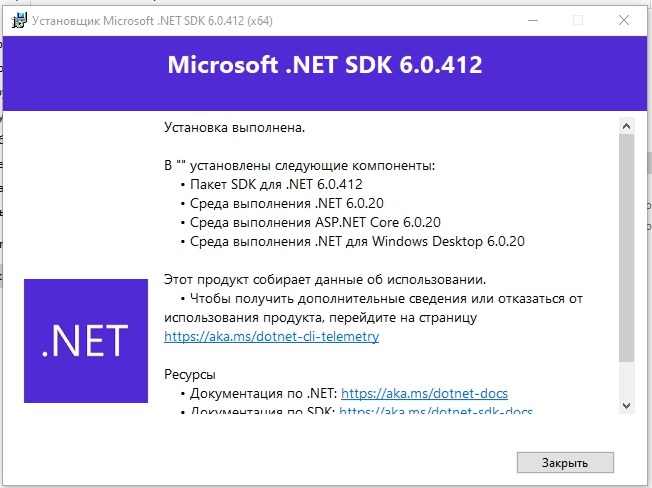 Установщик Microsoft .NET SDK 6.0.412 (x64)
Microsoft .NET SDK 6.0.412
Установка выполнена.
В "" установлены следующие компоненты:
• Пакет SDK для .NET 6.0.412
• Среда выполнения .NET 6.0.20
• Среда выполнения ASP.NET Core 6.0.20
• Среда выполнения .NET для Windows Desktop 6.0.20
Этот продукт собирает данные об использовании.
• Чтобы получить дополнительные сведения или отказаться от
использования продукта, перейдите на страницу
https://aka.ms/dotnet-cli-telemetry
.NET
Ресурсы
• Документация по .NET: https://aka.ms/dotnet-docs
• Документация по SDK: https://aka.ms/dotnet-sdk-docs
Закрыть